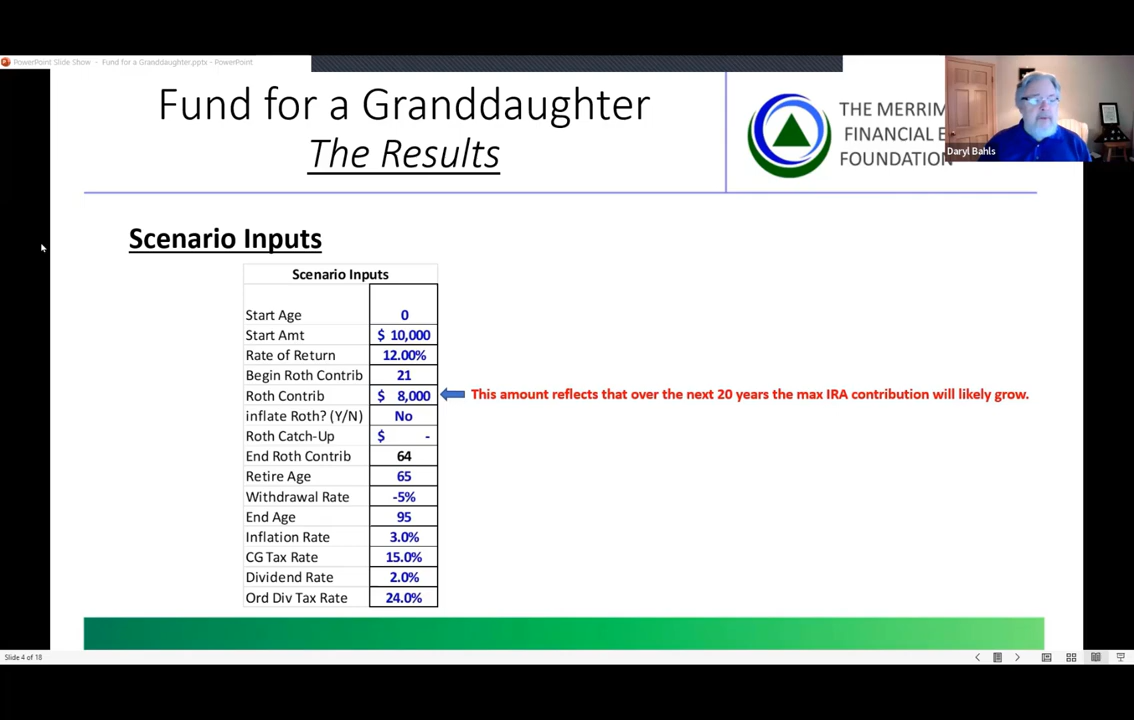 PowerPoint Slide Show - Fund for a Granddaughter.pptx - PowerPoint
Fund for a Granddaughter
The Results
THE MERRIM
FINANCIAL E
FOUNDATION
Daryl Bahls
Scenario Inputs
Scenario Inputs
Start Age 0
Start Amt $ 10,000
Rate of Return 12.00%
Begin Roth Contrib 21
Roth Contrib $ 8,000 This amount reflects that over the next 20 years the max IRA contribution will likely grow.
inflate Roth? (Y/N) No
Roth Catch-Up $ -
End Roth Contrib 64
Retire Age 65
Withdrawal Rate -5%
End Age 95
Inflation Rate 3.0%
CG Tax Rate 15.0%
Dividend Rate 2.0%
Ord Div Tax Rate 24.0%
Slide 4 of 18